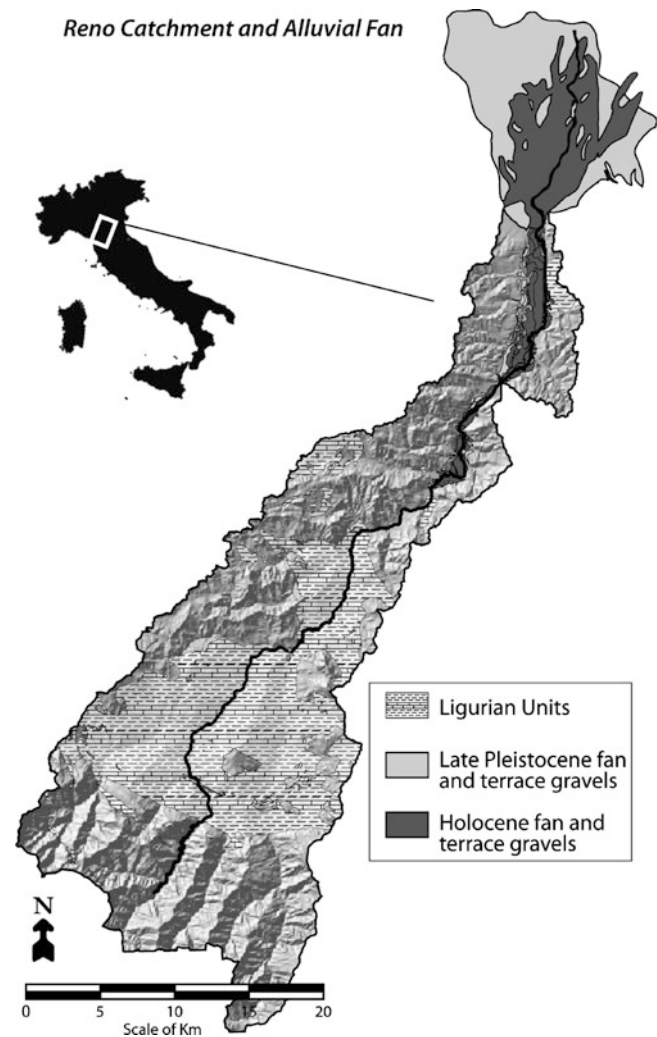 Reno Catchment and Alluvial Fan
Ligurian Units
Late Pleistocene fan
and terrace gravels
Holocene fan and
terrace gravels
N
0 5 10 15 20
Scale of Km